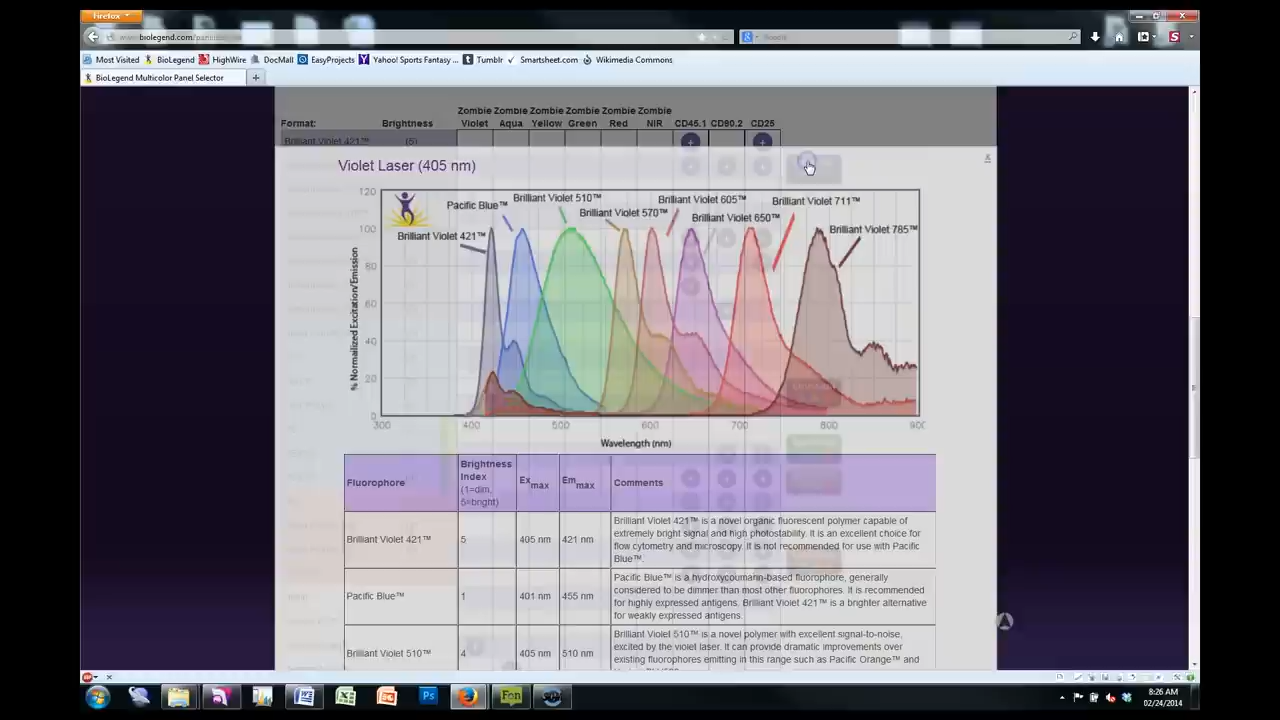 Firefox
www.biolegend.com/pan
Google
Most Visited BioLegend HighWire DocMall EasyProjects Yahoo! Sports Fantasy ... Tumblr Smartsheet.com Wikimedia Commons
BioLegend Multicolor Panel Selector +
Zombie Zombie Zombie Zombie Zombie Zombie
Format: Brightness Violet Aqua Yellow Green Red NIR CD45.1 CD90.2 CD25
Brilliant Violet 421™ (5)
Violet Laser (405 nm) x
% Normailzed Excitation/Emission
120
100
80
60
40
20
0
Brilliant Violet 421™
Pacific Blue™
Brilliant Violet 510™
Brilliant Violet 570™
Brilliant Violet 605™
Brilliant Violet 650™
Brilliant Violet 711™
Brilliant Violet 785™
300 400 500 600 700 800 900
Wavelength (nm)
Fluorophore Brightness Index (1=dim, 5=bright) Ex max Em max Comments
Brilliant Violet 421™ 5 405 nm 421 nm
Brilliant Violet 421™ is a novel organic fluorescent polymer capable of
extremely bright signal and high photostability. It is an excellent choice for
flow cytometry and microscopy. It is not recommended for use with Pacific
Blue™.
Pacific Blue™ 1 401 nm 455 nm
Pacific Blue™ is a hydroxycoumarin-based fluorophore, generally
considered to be dimmer than most other fluorophores. It is recommended
for highly expressed antigens. Brilliant Violet 421™ is a brighter alternative
for weakly expressed antigens.
Brilliant Violet 510™ 4 405 nm 510 nm
Brilliant Violet 510™ is a novel polymer with excellent signal-to-noise,
excited by the violet laser. It can provide dramatic improvements over
existing fluorophores emitting in this range such as Pacific Orange™ and
Fon
8:26 AM
02/24/2014